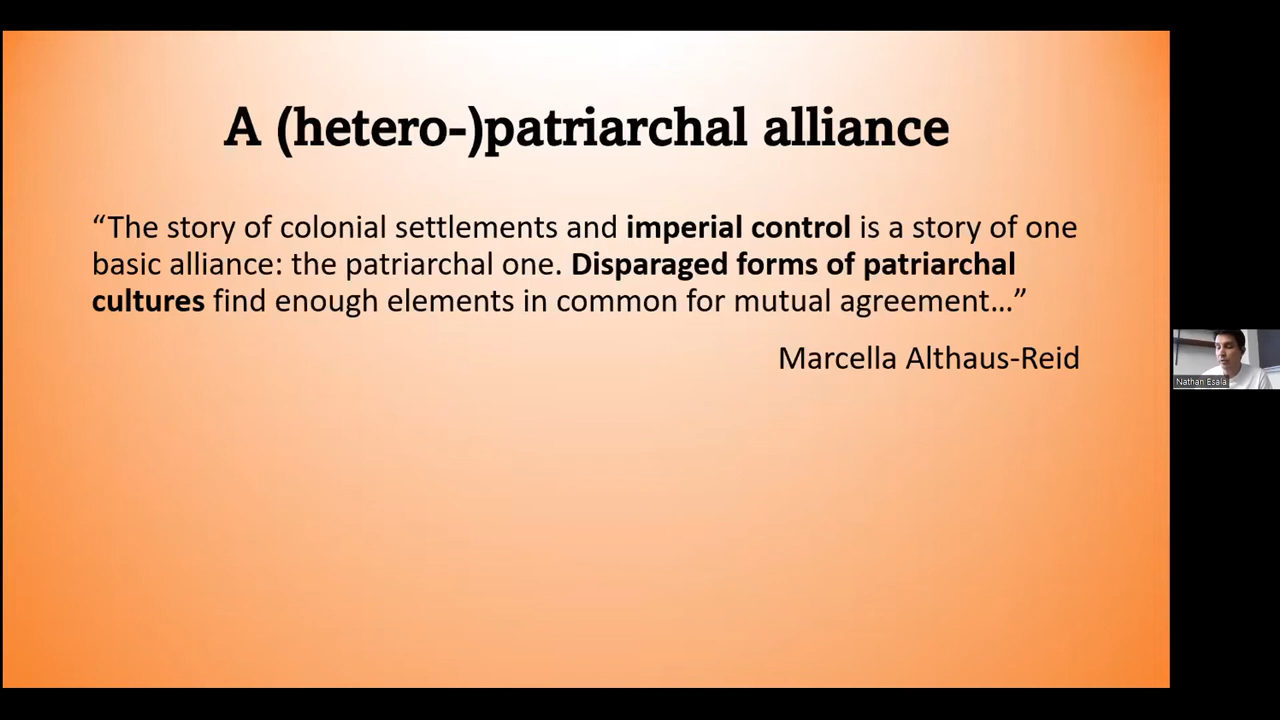 A (hetero-)patriarchal alliance
“The story of colonial settlements and imperial control is a story of one
basic alliance: the patriarchal one. Disparaged forms of patriarchal
cultures find enough elements in common for mutual agreement…”
Marcella Althaus-Reid
Nathan Esala